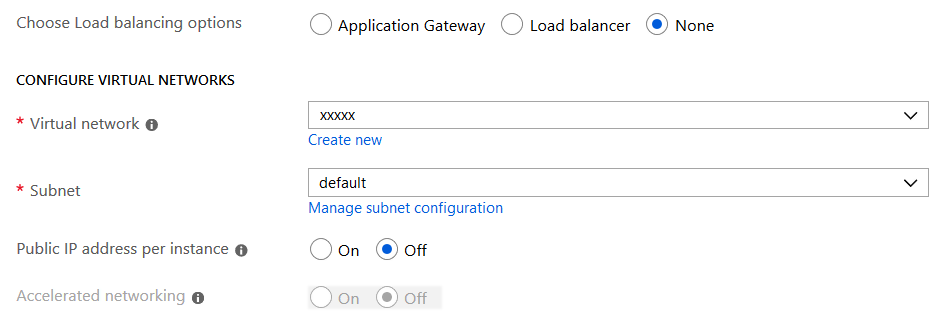 Choose Load balancing options Application Gateway Load balancer None
CONFIGURE VIRTUAL NETWORKS
* Virtual network xxxxx
Create new
* Subnet default
Manage subnet configuration
Public IP address per instance On Off
Accelerated networking On Off